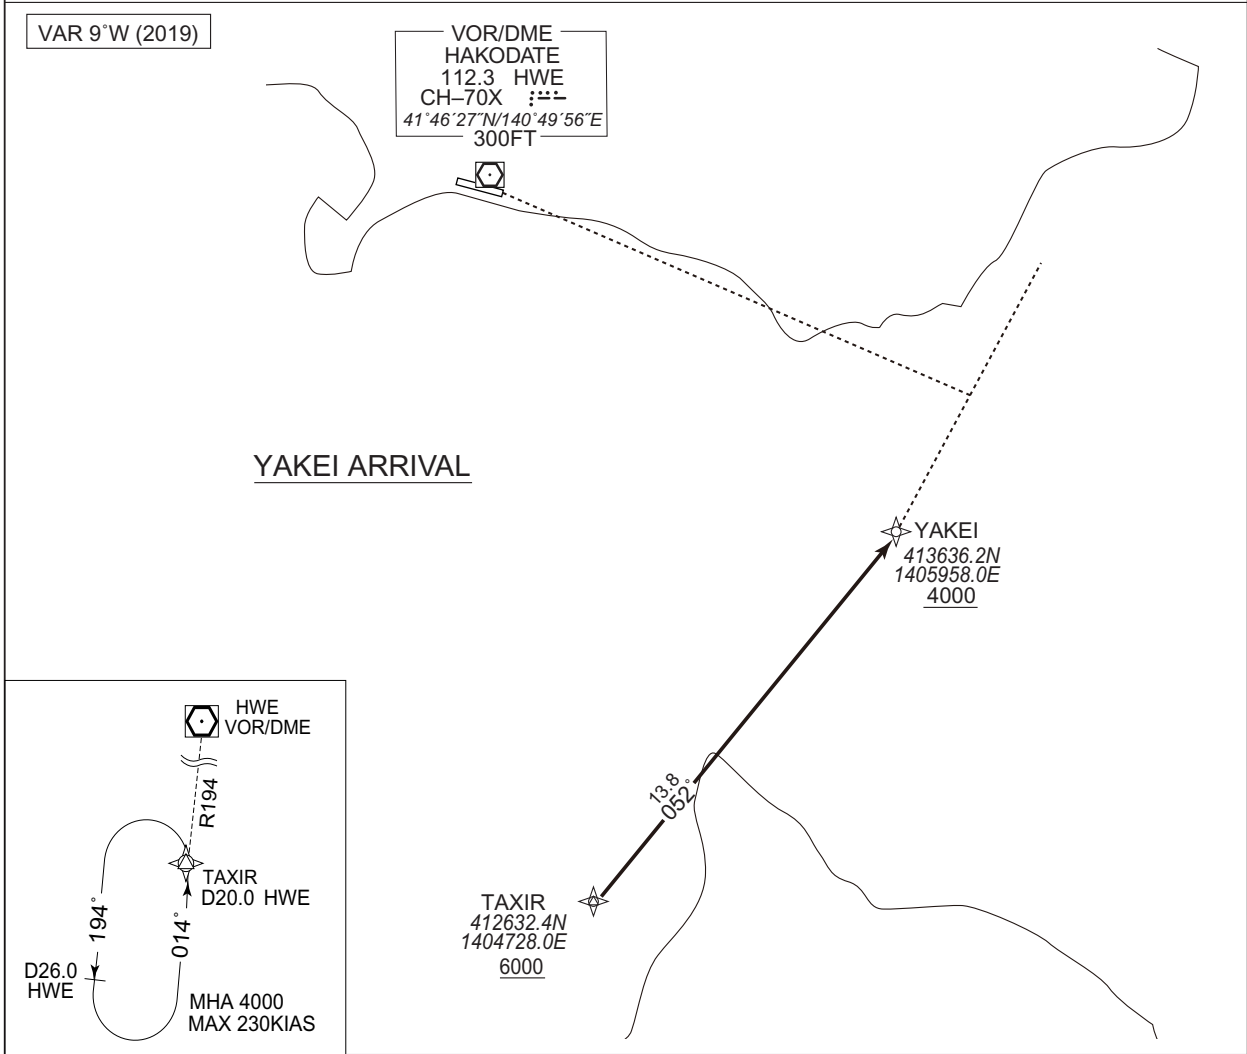 VAR 9°W (2019)
VOR/DME
HAKODATE
112.3 HWE
CH–70X
41°46′27″N/140°49′56″E
300FT
YAKEI ARRIVAL
YAKEI
413636.2N
1405958.0E
4000
13.8
052°
TAXIR
412632.4N
1404728.0E
6000
HWE
VOR/DME
R194
TAXIR
D20.0 HWE
194°
014°
D26.0
HWE
MHA 4000
MAX 230KIAS